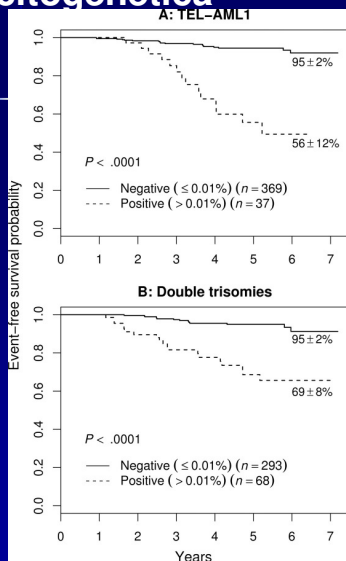 citogenética
A: TEL−AML1
Event−free survival probability
1.0
0.8
0.6
0.4
0.2
0.0
95±2%
56±12%
P < .0001
Negative (≤0.01%) (n=369)
Positive (>0.01%) (n=37)
0 1 2 3 4 5 6 7
B: Double trisomies
1.0
0.8
0.6
0.4
0.2
0.0
95±2%
69±8%
P < .0001
Negative (≤0.01%) (n=293)
Positive (>0.01%) (n=68)
0 1 2 3 4 5 6 7
Years